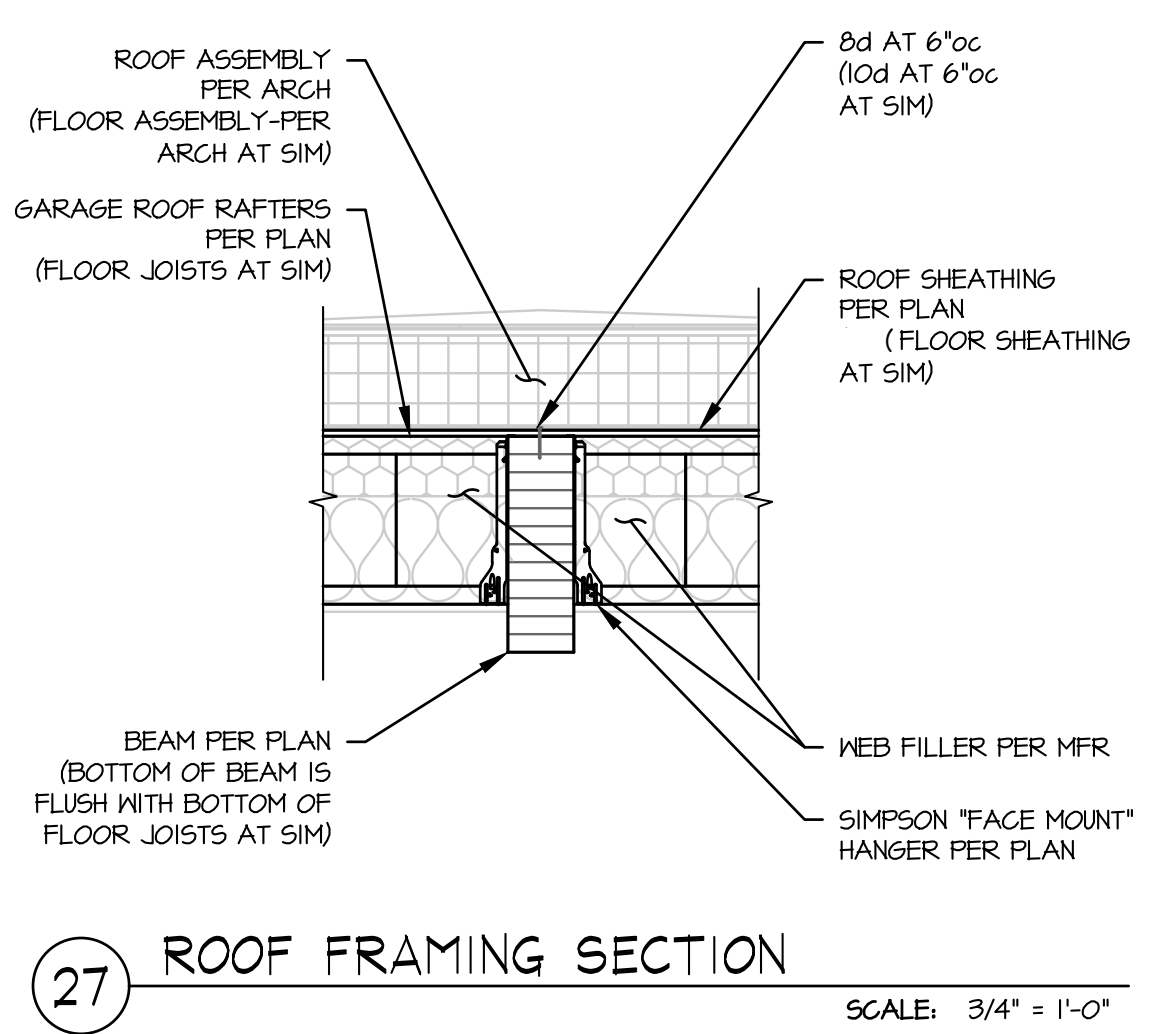 ROOF ASSEMBLY
PER ARCH
(FLOOR ASSEMBLY-PER
ARCH AT SIM)
GARAGE ROOF RAFTERS
PER PLAN
(FLOOR JOISTS AT SIM)
8d AT 6"oc
(10d AT 6"oc
AT SIM)
ROOF SHEATHING
PER PLAN
(FLOOR SHEATHING
AT SIM)
BEAM PER PLAN
(BOTTOM OF BEAM IS
FLUSH WITH BOTTOM OF
FLOOR JOISTS AT SIM)
WEB FILLER PER MFR
SIMPSON "FACE MOUNT"
HANGER PER PLAN
27 ROOF FRAMING SECTION
SCALE: 3/4" = 1'-0"